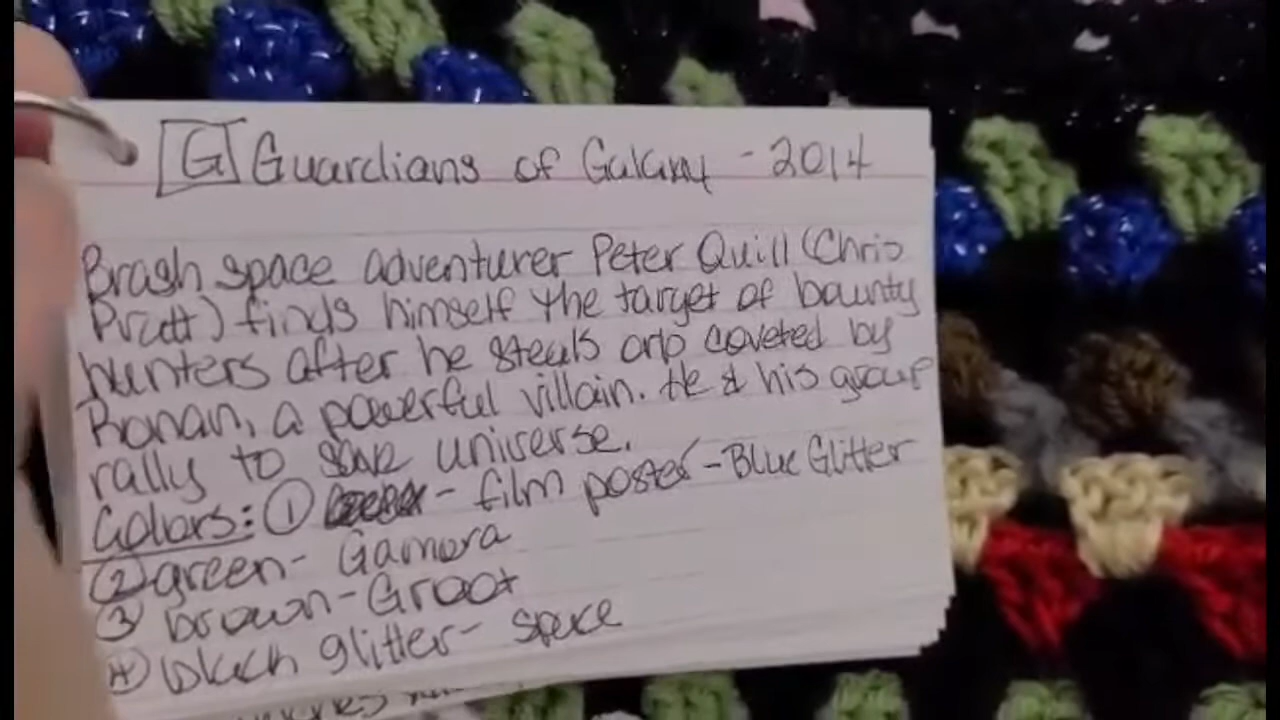 G Guardians of Galaxy - 2014
Brash space adventurer Peter Quill (Chris
Pratt) finds himself the target of bounty
hunters after he steals orb coveted by
Ronan, a powerful villain. He & his group
rally to save universe.
Colors: ① - film poster - Blue Glitter
② green - Gamora
③ brown - Groot
④ black glitter - space